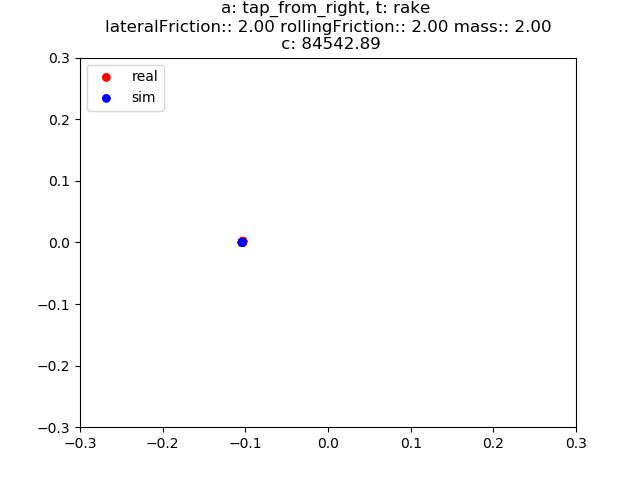 a: tap_from_right, t: rake
lateralFriction:: 2.00 rollingFriction:: 2.00 mass:: 2.00
c: 84542.89
0.3
real
sim
0.2
0.1
0.0
−0.1
−0.2
−0.3
−0.3
−0.2
−0.1
0.0
0.1
0.2
0.3